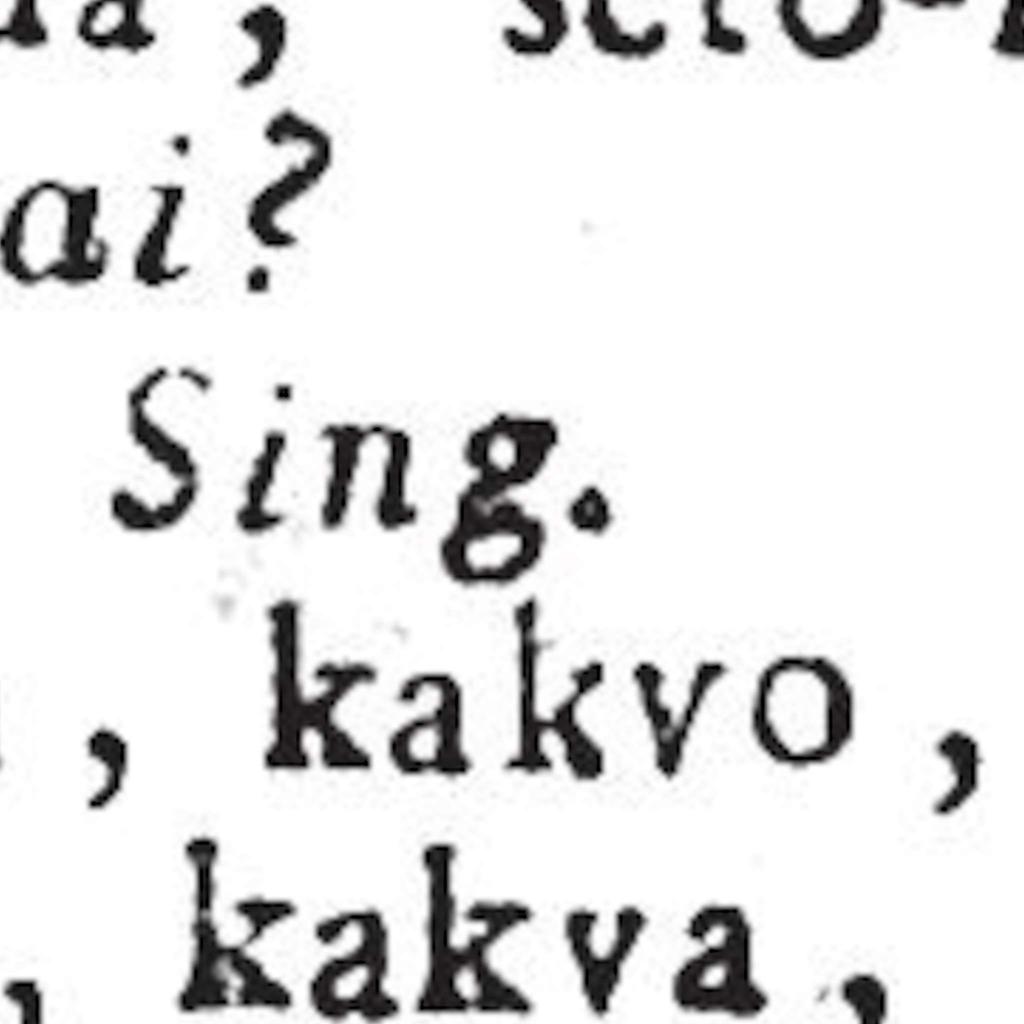 ai?
Sing.
, kakvo,
, kakva,